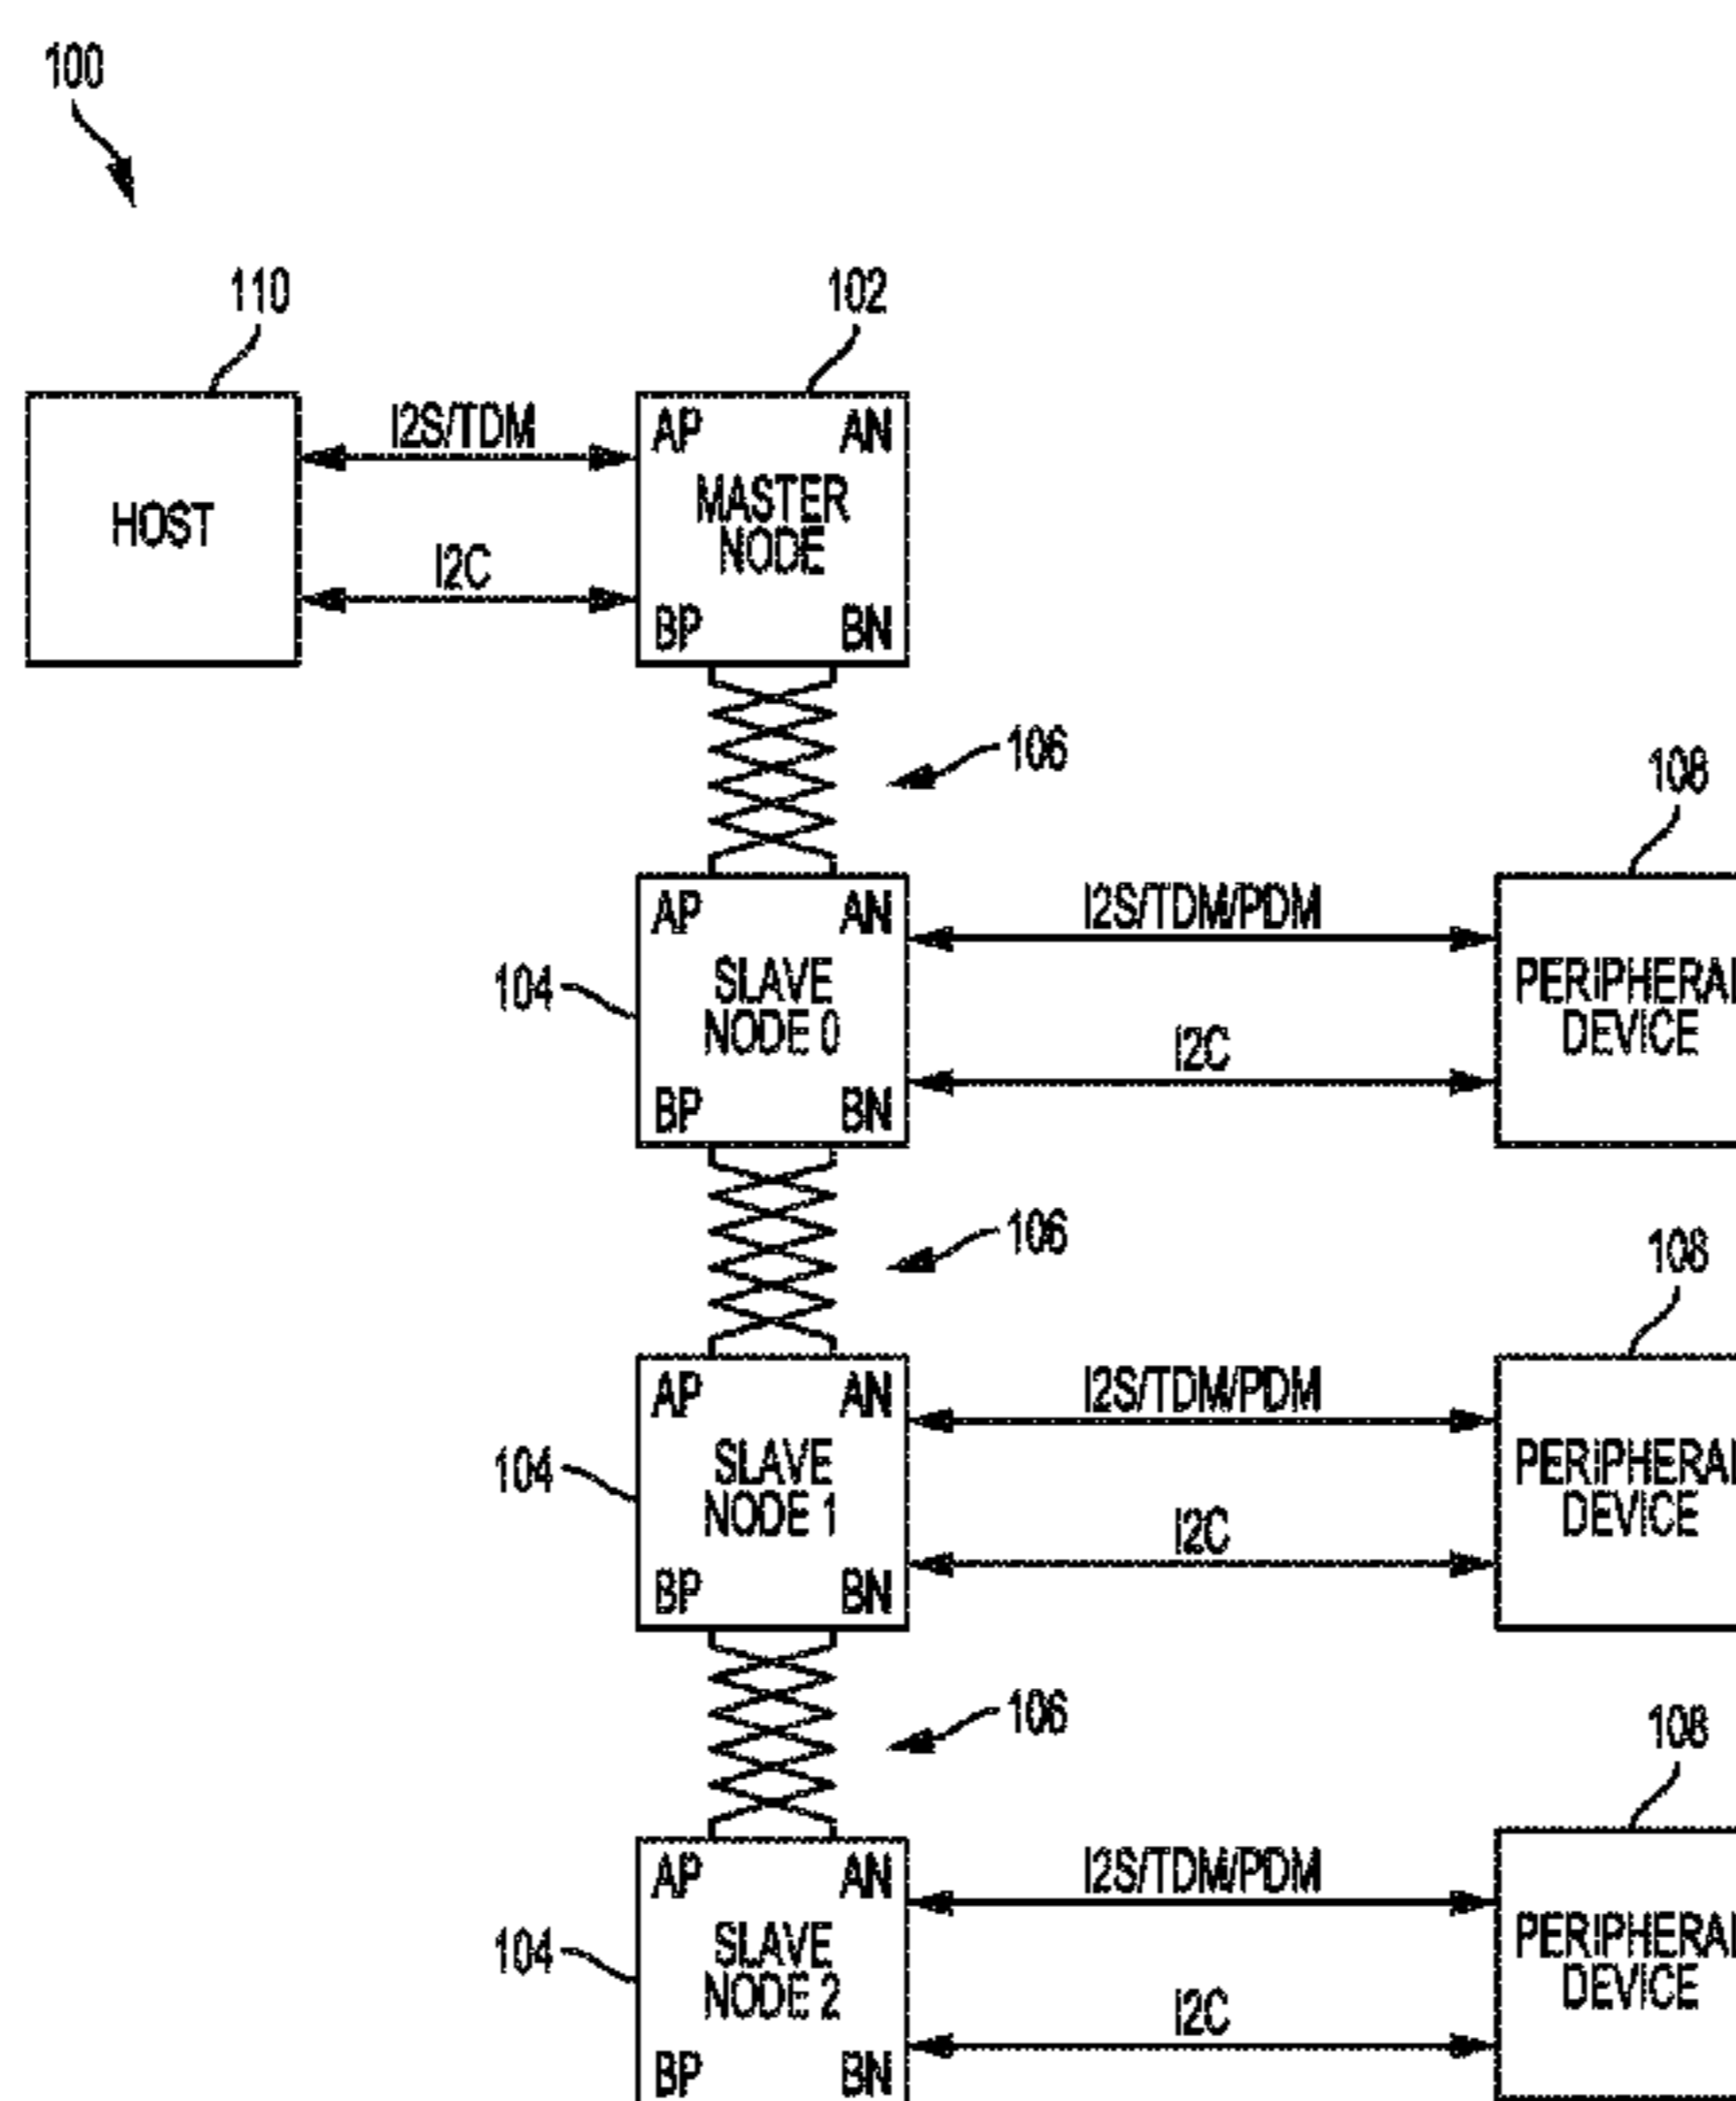 100
110
102
HOST
I2S/TDM
I2C
AP
AN
MASTER
NODE
BP
BN
106
108
104
AP
AN
SLAVE
NODE 0
BP
BN
I2S/TDM/PDM
I2C
PERIPHERAL
DEVICE
106
108
104
AP
AN
SLAVE
NODE 1
BP
BN
I2S/TDM/PDM
I2C
PERIPHERAL
DEVICE
106
108
104
AP
AN
SLAVE
NODE 2
BP
BN
I2S/TDM/PDM
I2C
PERIPHERAL
DEVICE